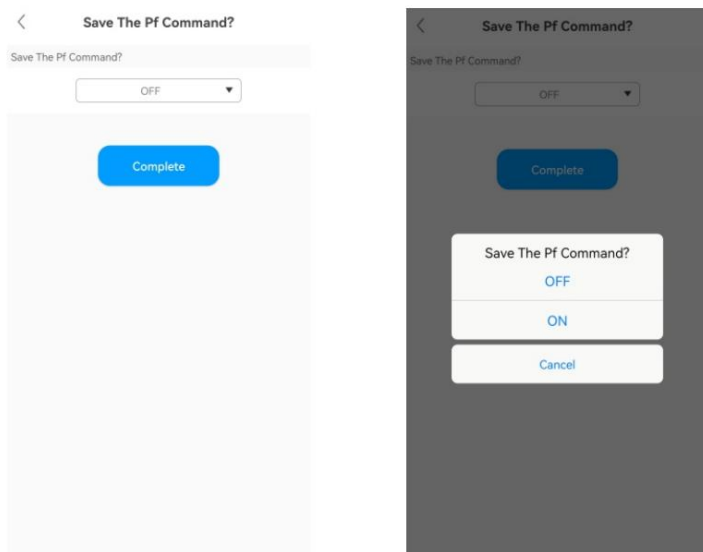 Save The Pf Command?
Save The Pf Command?
OFF
Complete
Save The Pf Command?
Save The Pf Command?
OFF
Complete
Save The Pf Command?
OFF
ON
Cancel